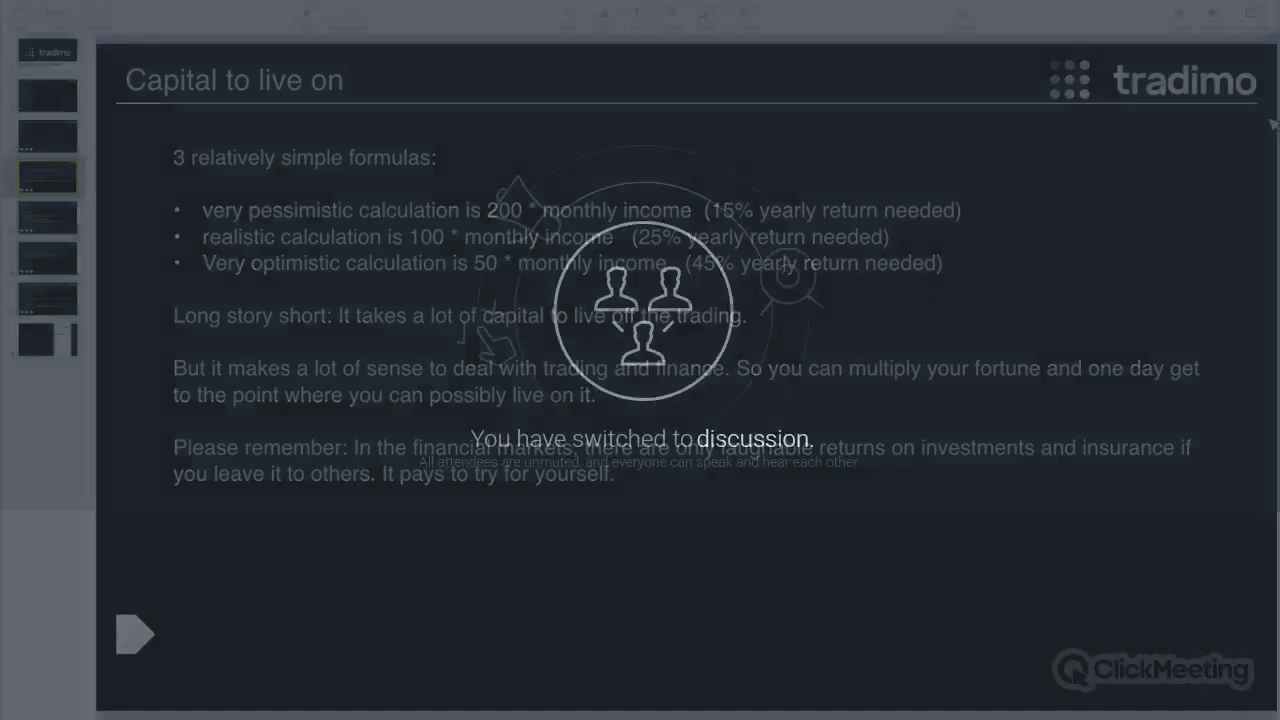 tradimo
Capital to live on
tradimo
3 relatively simple formulas:
• very pessimistic calculation is 200 * monthly income (15% yearly return needed)
• realistic calculation is 100 * monthly income (25% yearly return needed)
• Very optimistic calculation is 50 * monthly income (45% yearly return needed)
Long story short: It takes a lot of capital to live off the trading.
But it makes a lot of sense to deal with trading and finance. So you can multiply your fortune and one day get
to the point where you can possibly live on it.
You have switched to discussion.
Please remember: In the financial markets, there are only laughable returns on investments and insurance if
All attendees are unmuted, and everyone can speak and hear each other
you leave it to others. It pays to try for yourself.
ClickMeeting